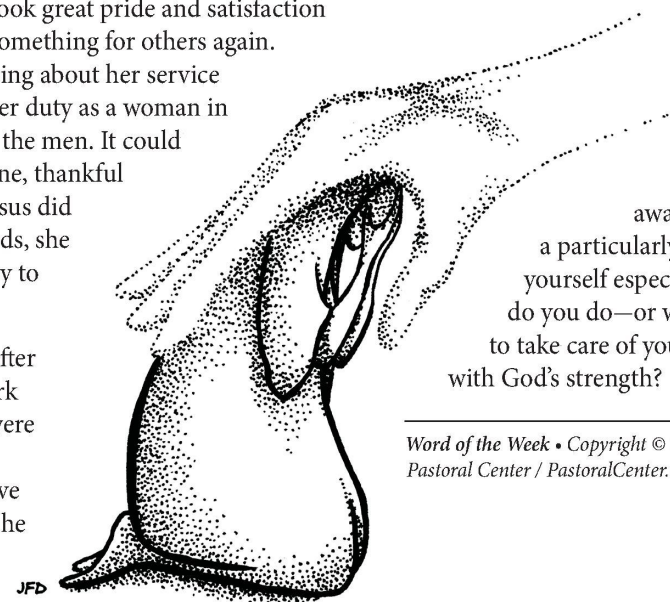 ook great pride and satisfaction
omething for others again.
ing about her service
er duty as a woman in
the men. It could
ne, thankful
sus did
ds, she
y to
fter
rk
vere
ve
he
JFD
awa
a particularly
yourself espec
do you do—or w
to take care of you
with God’s strength?
Word of the Week • Copyright ©
Pastoral Center / PastoralCenter.